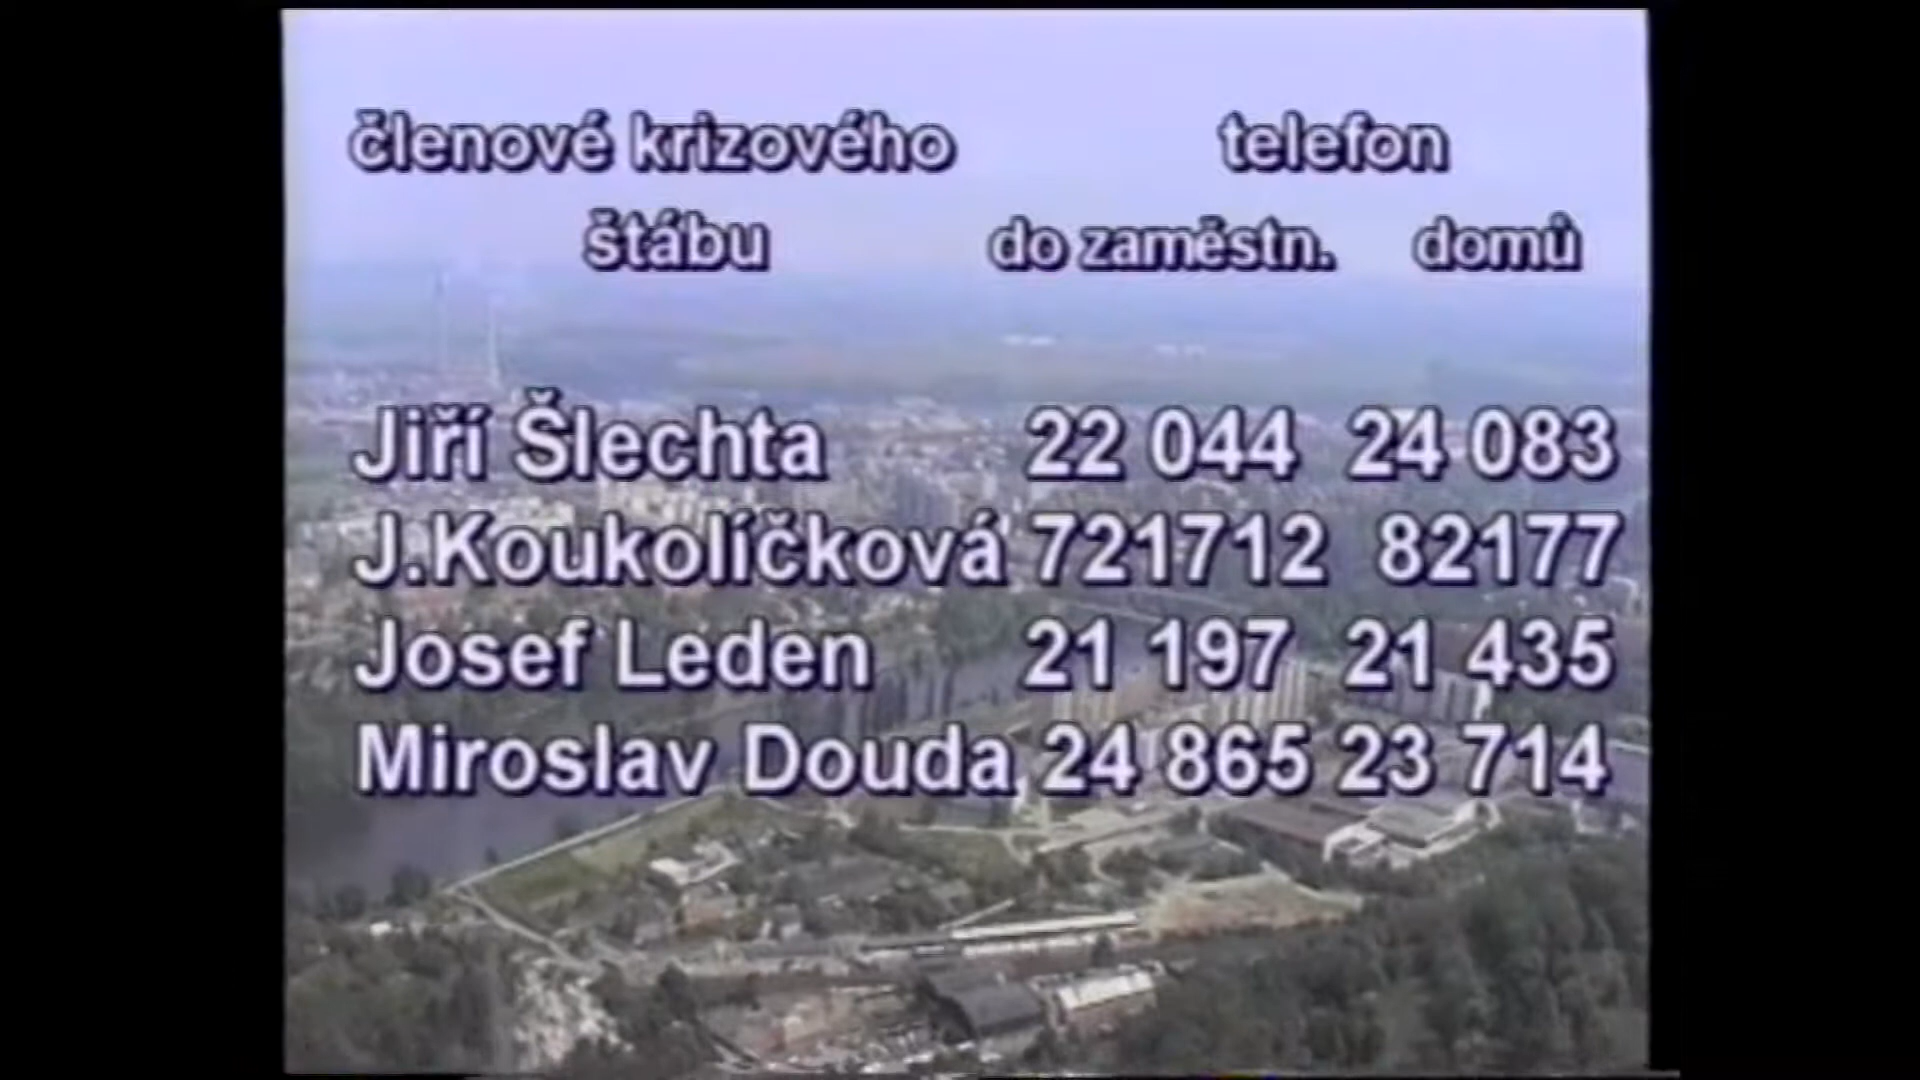 členové krizového telefon
štábu do zaměstn. domů
Jiří Šlechta 22 044 24 083
J.Koukolíčková 721712 82177
Josef Leden 21 197 21 435
Miroslav Douda 24 865 23 714